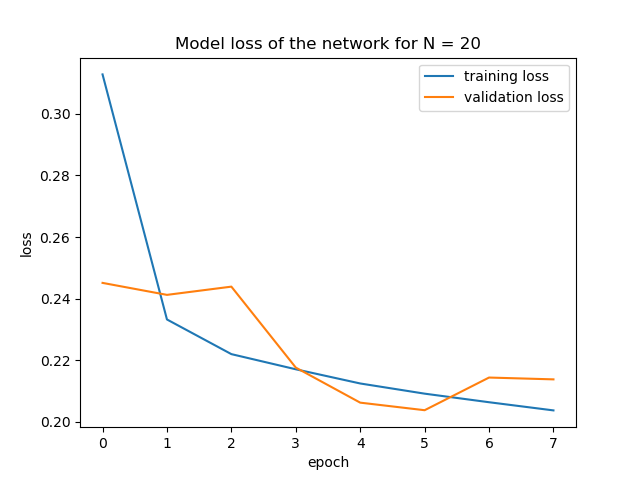 Model loss of the network for N = 20
training loss
validation loss
loss
0.30
0.28
0.26
0.24
0.22
0.20
0 1 2 3 4 5 6 7
epoch